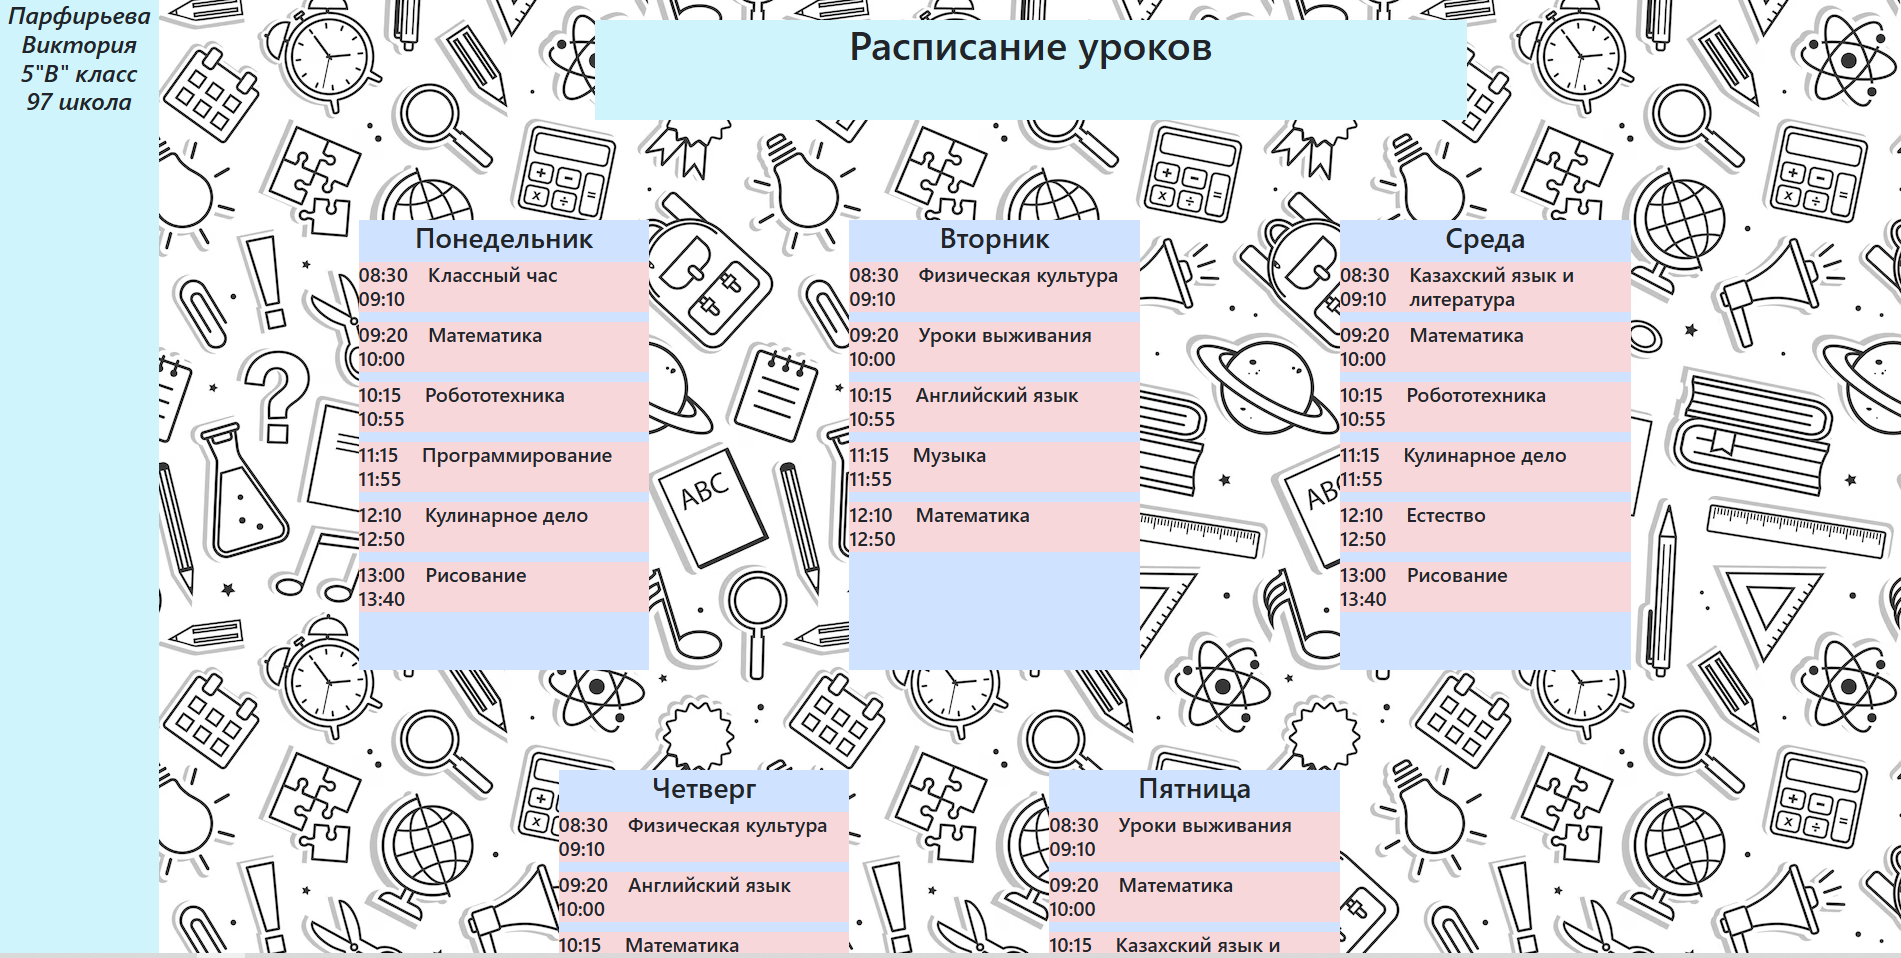 Парфирьева
Виктория
5"В" класс
97 школа
Расписание уроков
Понедельник
08:30 Классный час
09:10
09:20 Математика
10:00
10:15 Робототехника
10:55
11:15 Программирование
11:55
12:10 Кулинарное дело
12:50
13:00 Рисование
13:40
Вторник
08:30 Физическая культура
09:10
09:20 Уроки выживания
10:00
10:15 Английский язык
10:55
11:15 Музыка
11:55
12:10 Математика
12:50
Среда
08:30 Казахский язык и
09:10 литература
09:20 Математика
10:00
10:15 Робототехника
10:55
11:15 Кулинарное дело
11:55
12:10 Естество
12:50
13:00 Рисование
13:40
Четверг
08:30 Физическая культура
09:10
09:20 Английский язык
10:00
10:15 Математика
Пятница
08:30 Уроки выживания
09:10
09:20 Математика
10:00
10:15 Казахский язык и
ABC